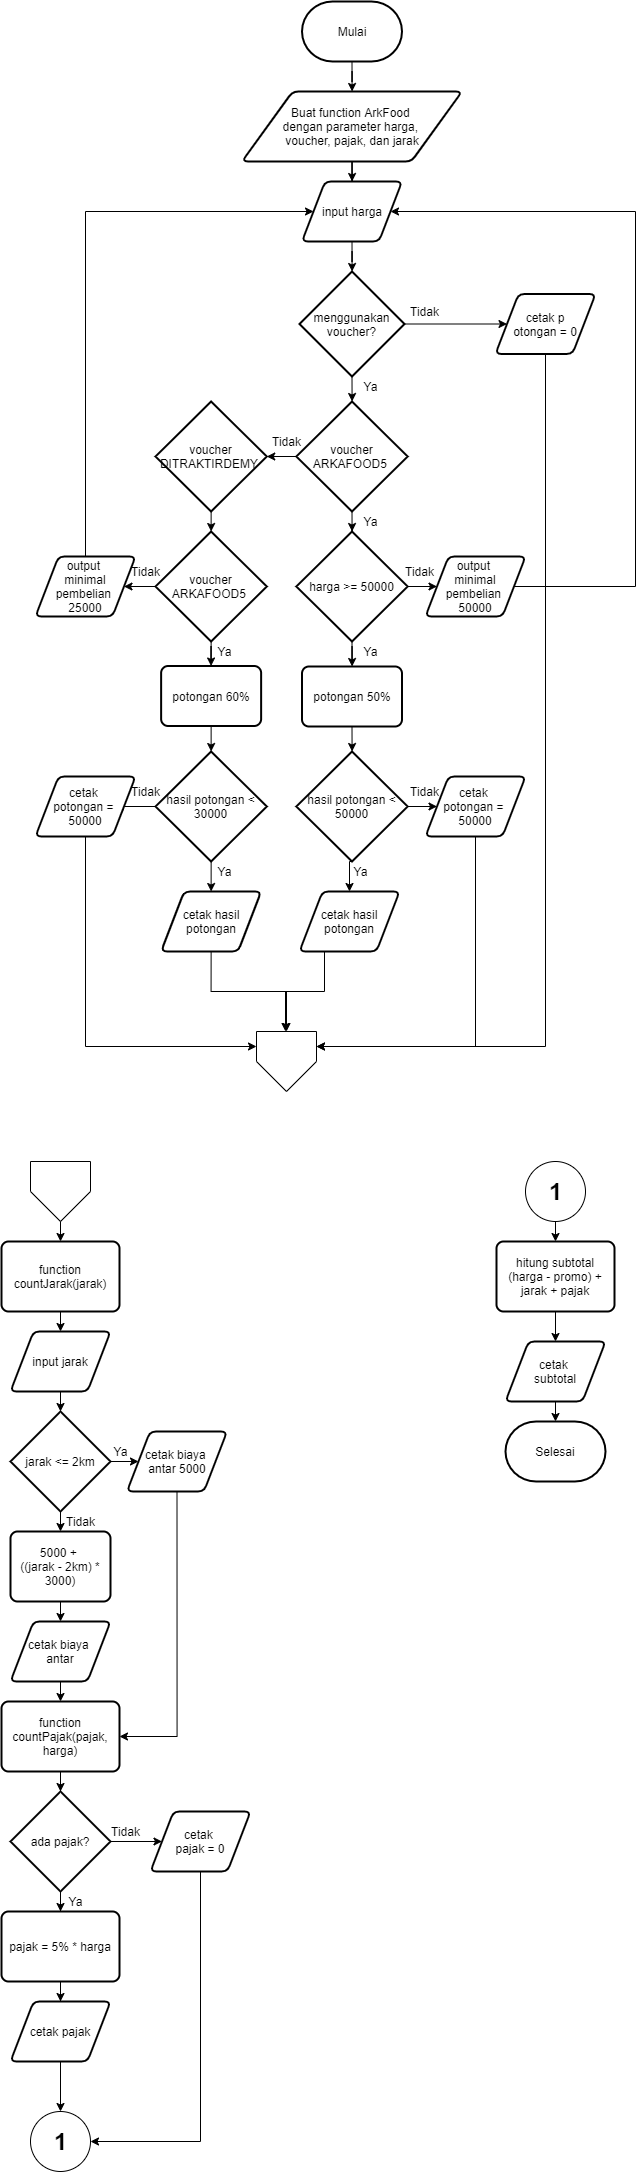 Mulai
Buat function ArkFood
dengan parameter harga,
voucher, pajak, dan jarak
input harga
menggunakan
voucher?
Tidak
cetak p
otongan = 0
Ya
voucher
DITRAKTIRDEMY
Tidak
voucher
ARKAFOOD5
Ya
output
minimal
pembelian
25000
Tidak
voucher
ARKAFOOD5
harga >= 50000
Tidak
output
minimal
pembelian
50000
Ya
Ya
potongan 60%
potongan 50%
cetak
potongan =
50000
Tidak
hasil potongan <
30000
hasil potongan <
50000
Tidak
cetak
potongan =
50000
Ya
Ya
cetak hasil
potongan
cetak hasil
potongan
function
countJarak(jarak)
input jarak
jarak <= 2km
Ya
cetak biaya
antar 5000
Tidak
5000 +
((jarak - 2km) *
3000)
cetak biaya
antar
function
countPajak(pajak,
harga)
ada pajak?
Tidak
cetak
pajak = 0
Ya
pajak = 5% * harga
cetak pajak
1
1
hitung subtotal
(harga - promo) +
jarak + pajak
cetak
subtotal
Selesai